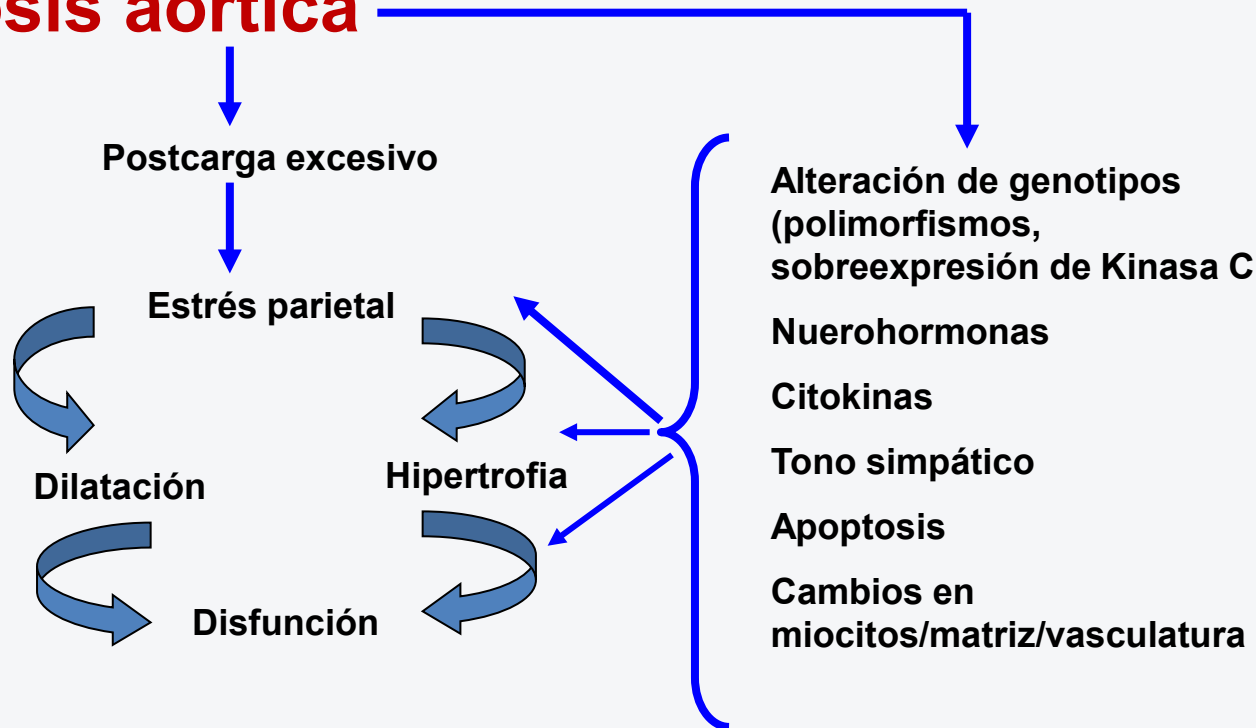 osis aórtica
Postcarga excesivo
Estrés parietal
Dilatación
Hipertrofia
Disfunción
Alteración de genotipos
(polimorfismos,
sobreexpresión de Kinasa C
Nuerohormonas
Citokinas
Tono simpático
Apoptosis
Cambios en
miocitos/matriz/vasculatura